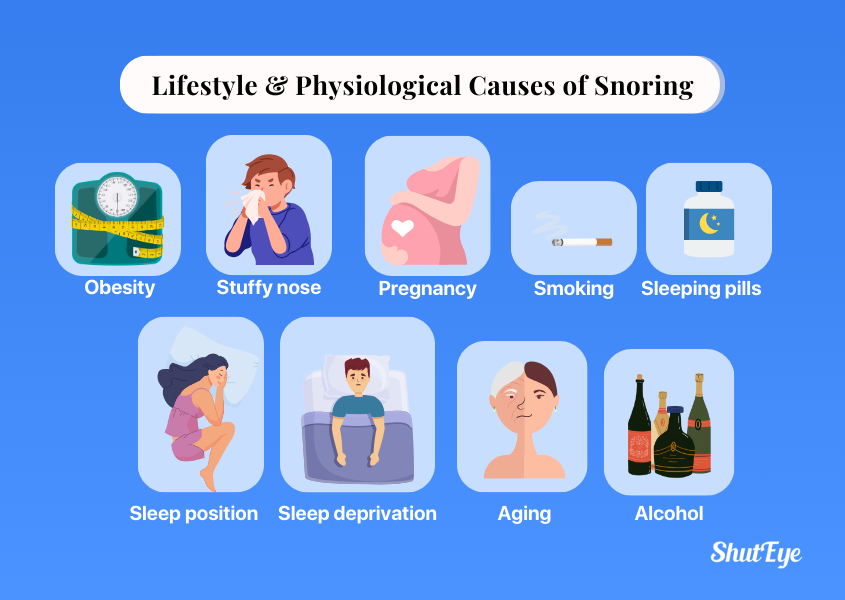 Lifestyle & Physiological Causes of Snoring
Obesity
Stuffy nose
Pregnancy
Smoking
Sleeping pills
Sleep position
Sleep deprivation
Aging
Alcohol
ShutEye